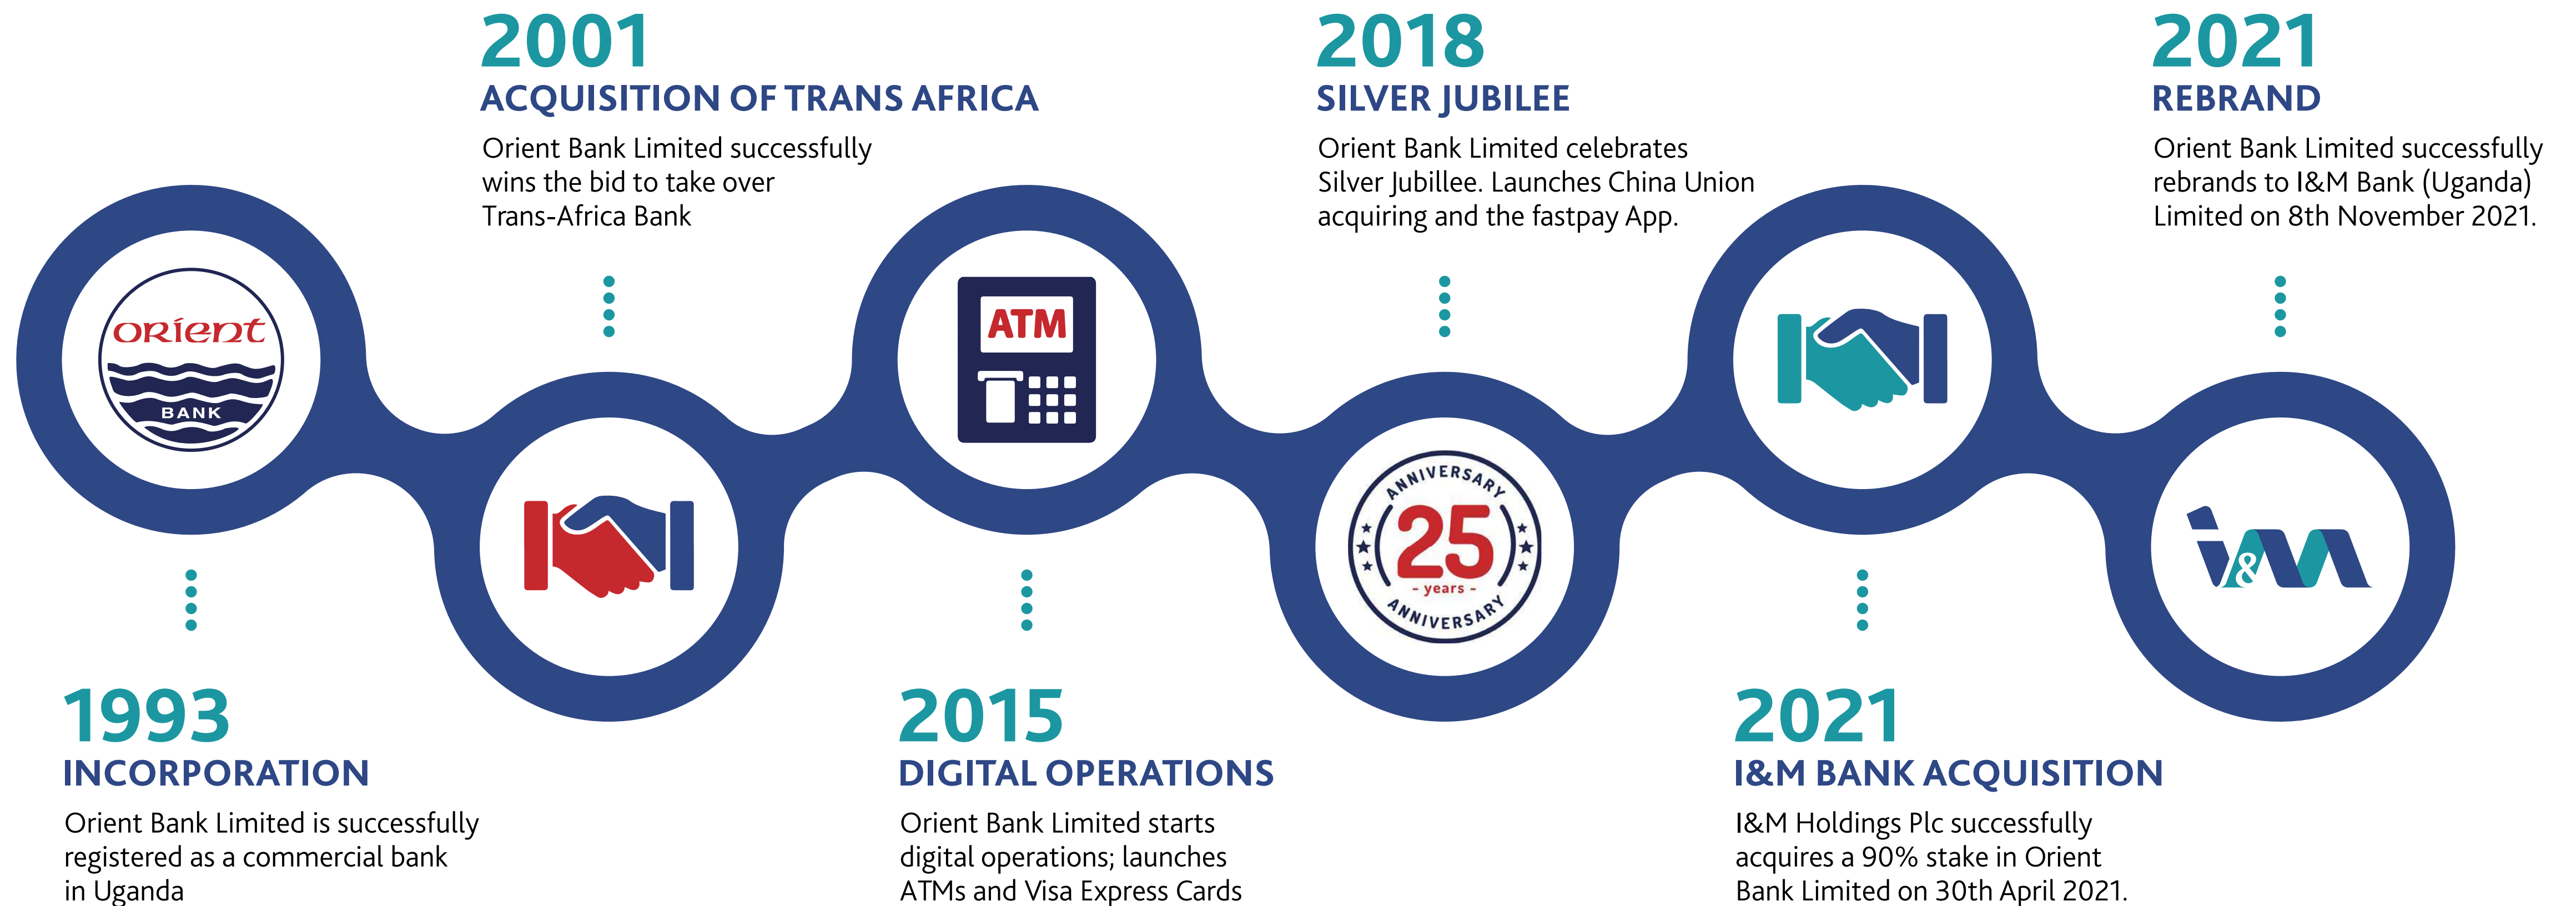 2001
ACQUISITION OF TRANS AFRICA
Orient Bank Limited successfully
wins the bid to take over
Trans-Africa Bank
2018
SILVER JUBILEE
Orient Bank Limited celebrates
Silver Jubillee. Launches China Union
acquiring and the fastpay App.
2021
REBRAND
Orient Bank Limited successfully
rebrands to I&M Bank (Uganda)
Limited on 8th November 2021.
orient
BANK
ATM
ANNIVERSARY
25
- years -
ANNIVERSARY
i&m
1993
INCORPORATION
Orient Bank Limited is successfully
registered as a commercial bank
in Uganda
2015
DIGITAL OPERATIONS
Orient Bank Limited starts
digital operations; launches
ATMs and Visa Express Cards
2021
I&M BANK ACQUISITION
I&M Holdings Plc successfully
acquires a 90% stake in Orient
Bank Limited on 30th April 2021.